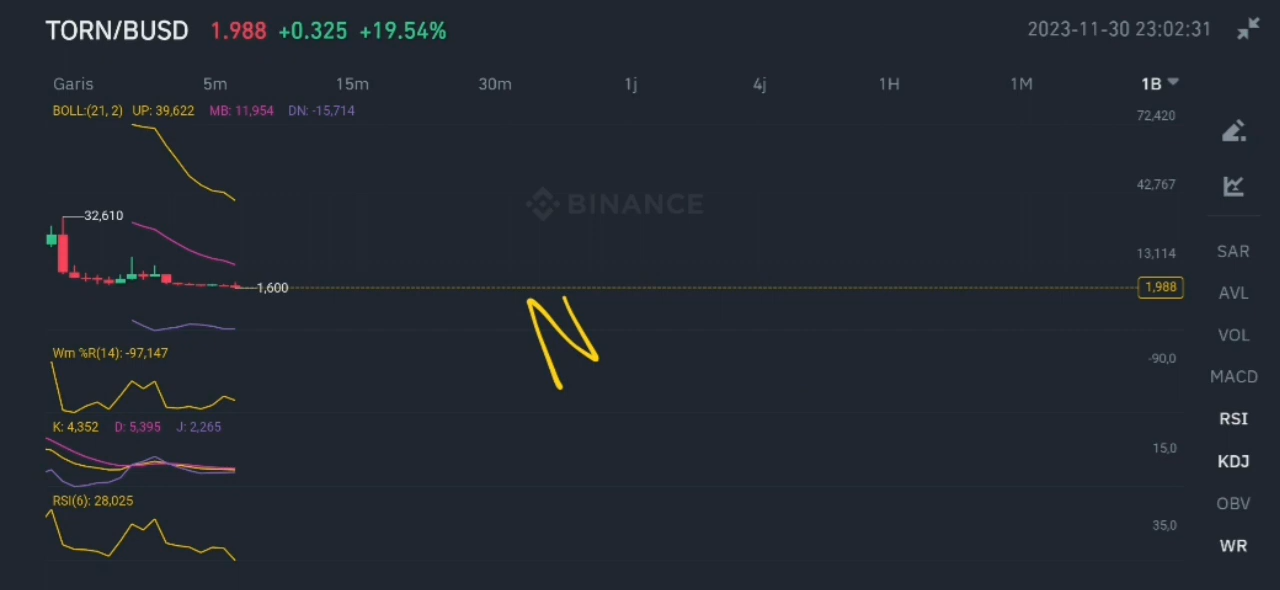 TORN/BUSD 1.988 +0.325 +19.54% 2023-11-30 23:02:31
Garis 5m 15m 30m 1j 4j 1H 1M 1B
BOLL:(21, 2) UP: 39,622 MB: 11,954 DN: -15,714
72,420
42,767
BINANCE
32,610
13,114
1,600
1,988
N
Wm %R(14): -97,147
-90,0
K: 4,352 D: 5,395 J: 2,265
15,0
RSI(6): 28,025
35,0
SAR
AVL
VOL
MACD
RSI
KDJ
OBV
WR